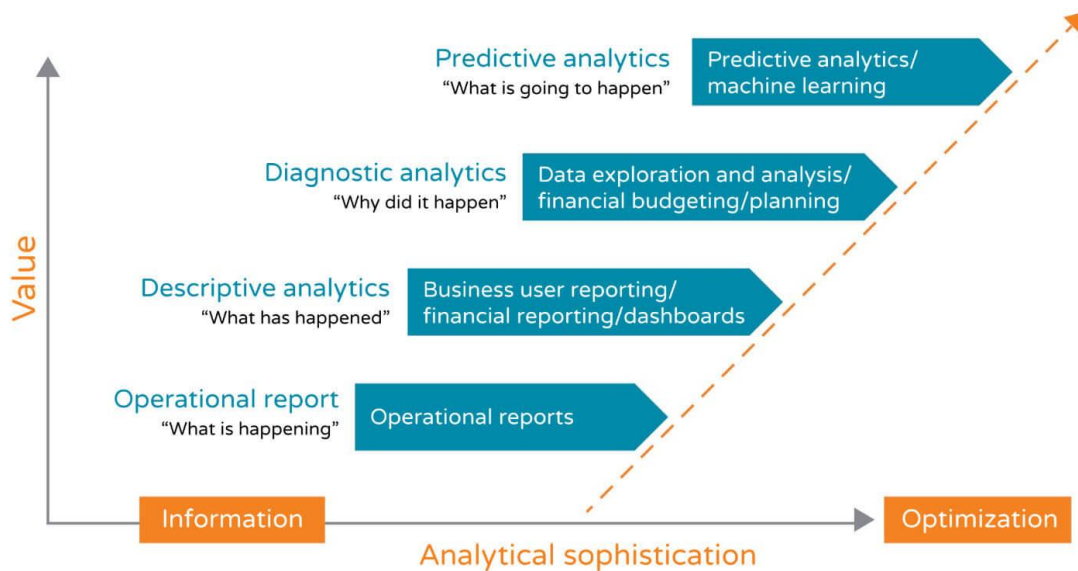 Predictive analytics
“What is going to happen”
Predictive analytics/
machine learning
Diagnostic analytics
“Why did it happen”
Data exploration and analysis/
financial budgeting/planning
Descriptive analytics
“What has happened”
Business user reporting/
financial reporting/dashboards
Operational report
“What is happening”
Operational reports
Value
Information
Optimization
Analytical sophistication